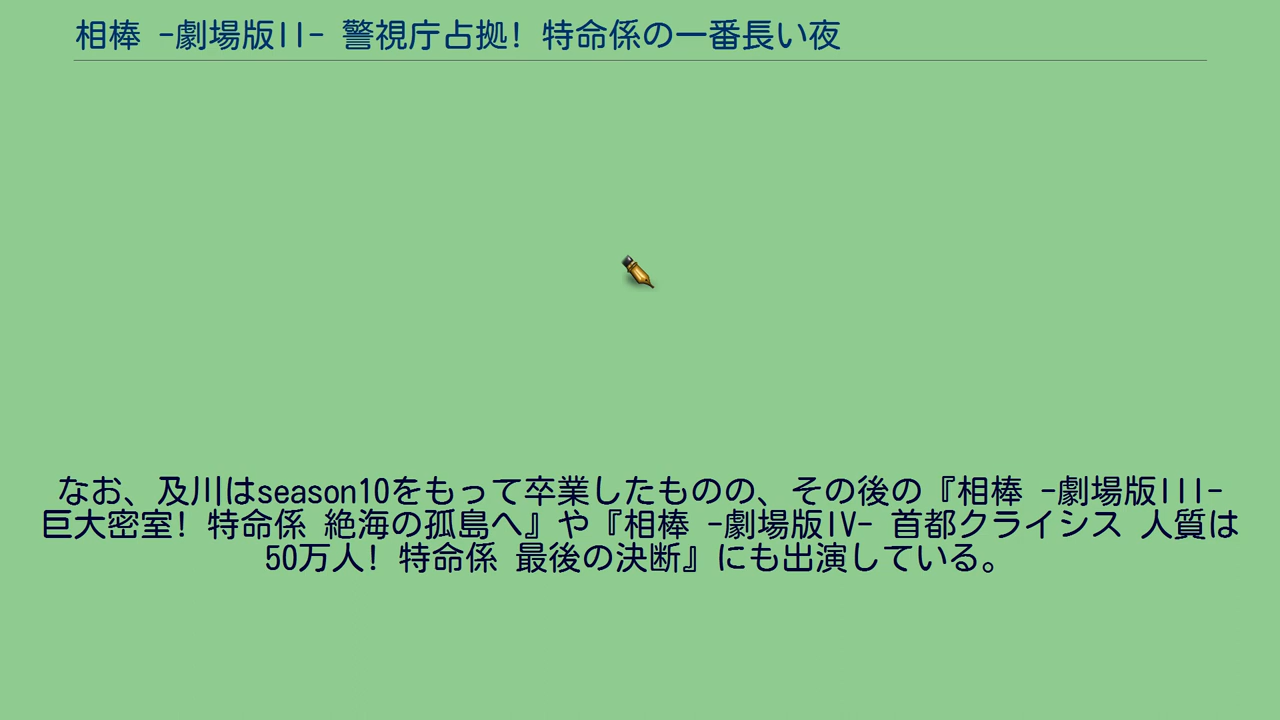 相棒 -劇場版II- 警視庁占拠! 特命係の一番長い夜
なお、及川はseason10をもって卒業したものの、その後の『相棒 -劇場版III-
巨大密室! 特命係 絶海の孤島へ』や『相棒 -劇場版IV- 首都クライシス 人質は
50万人! 特命係 最後の決断』にも出演している。